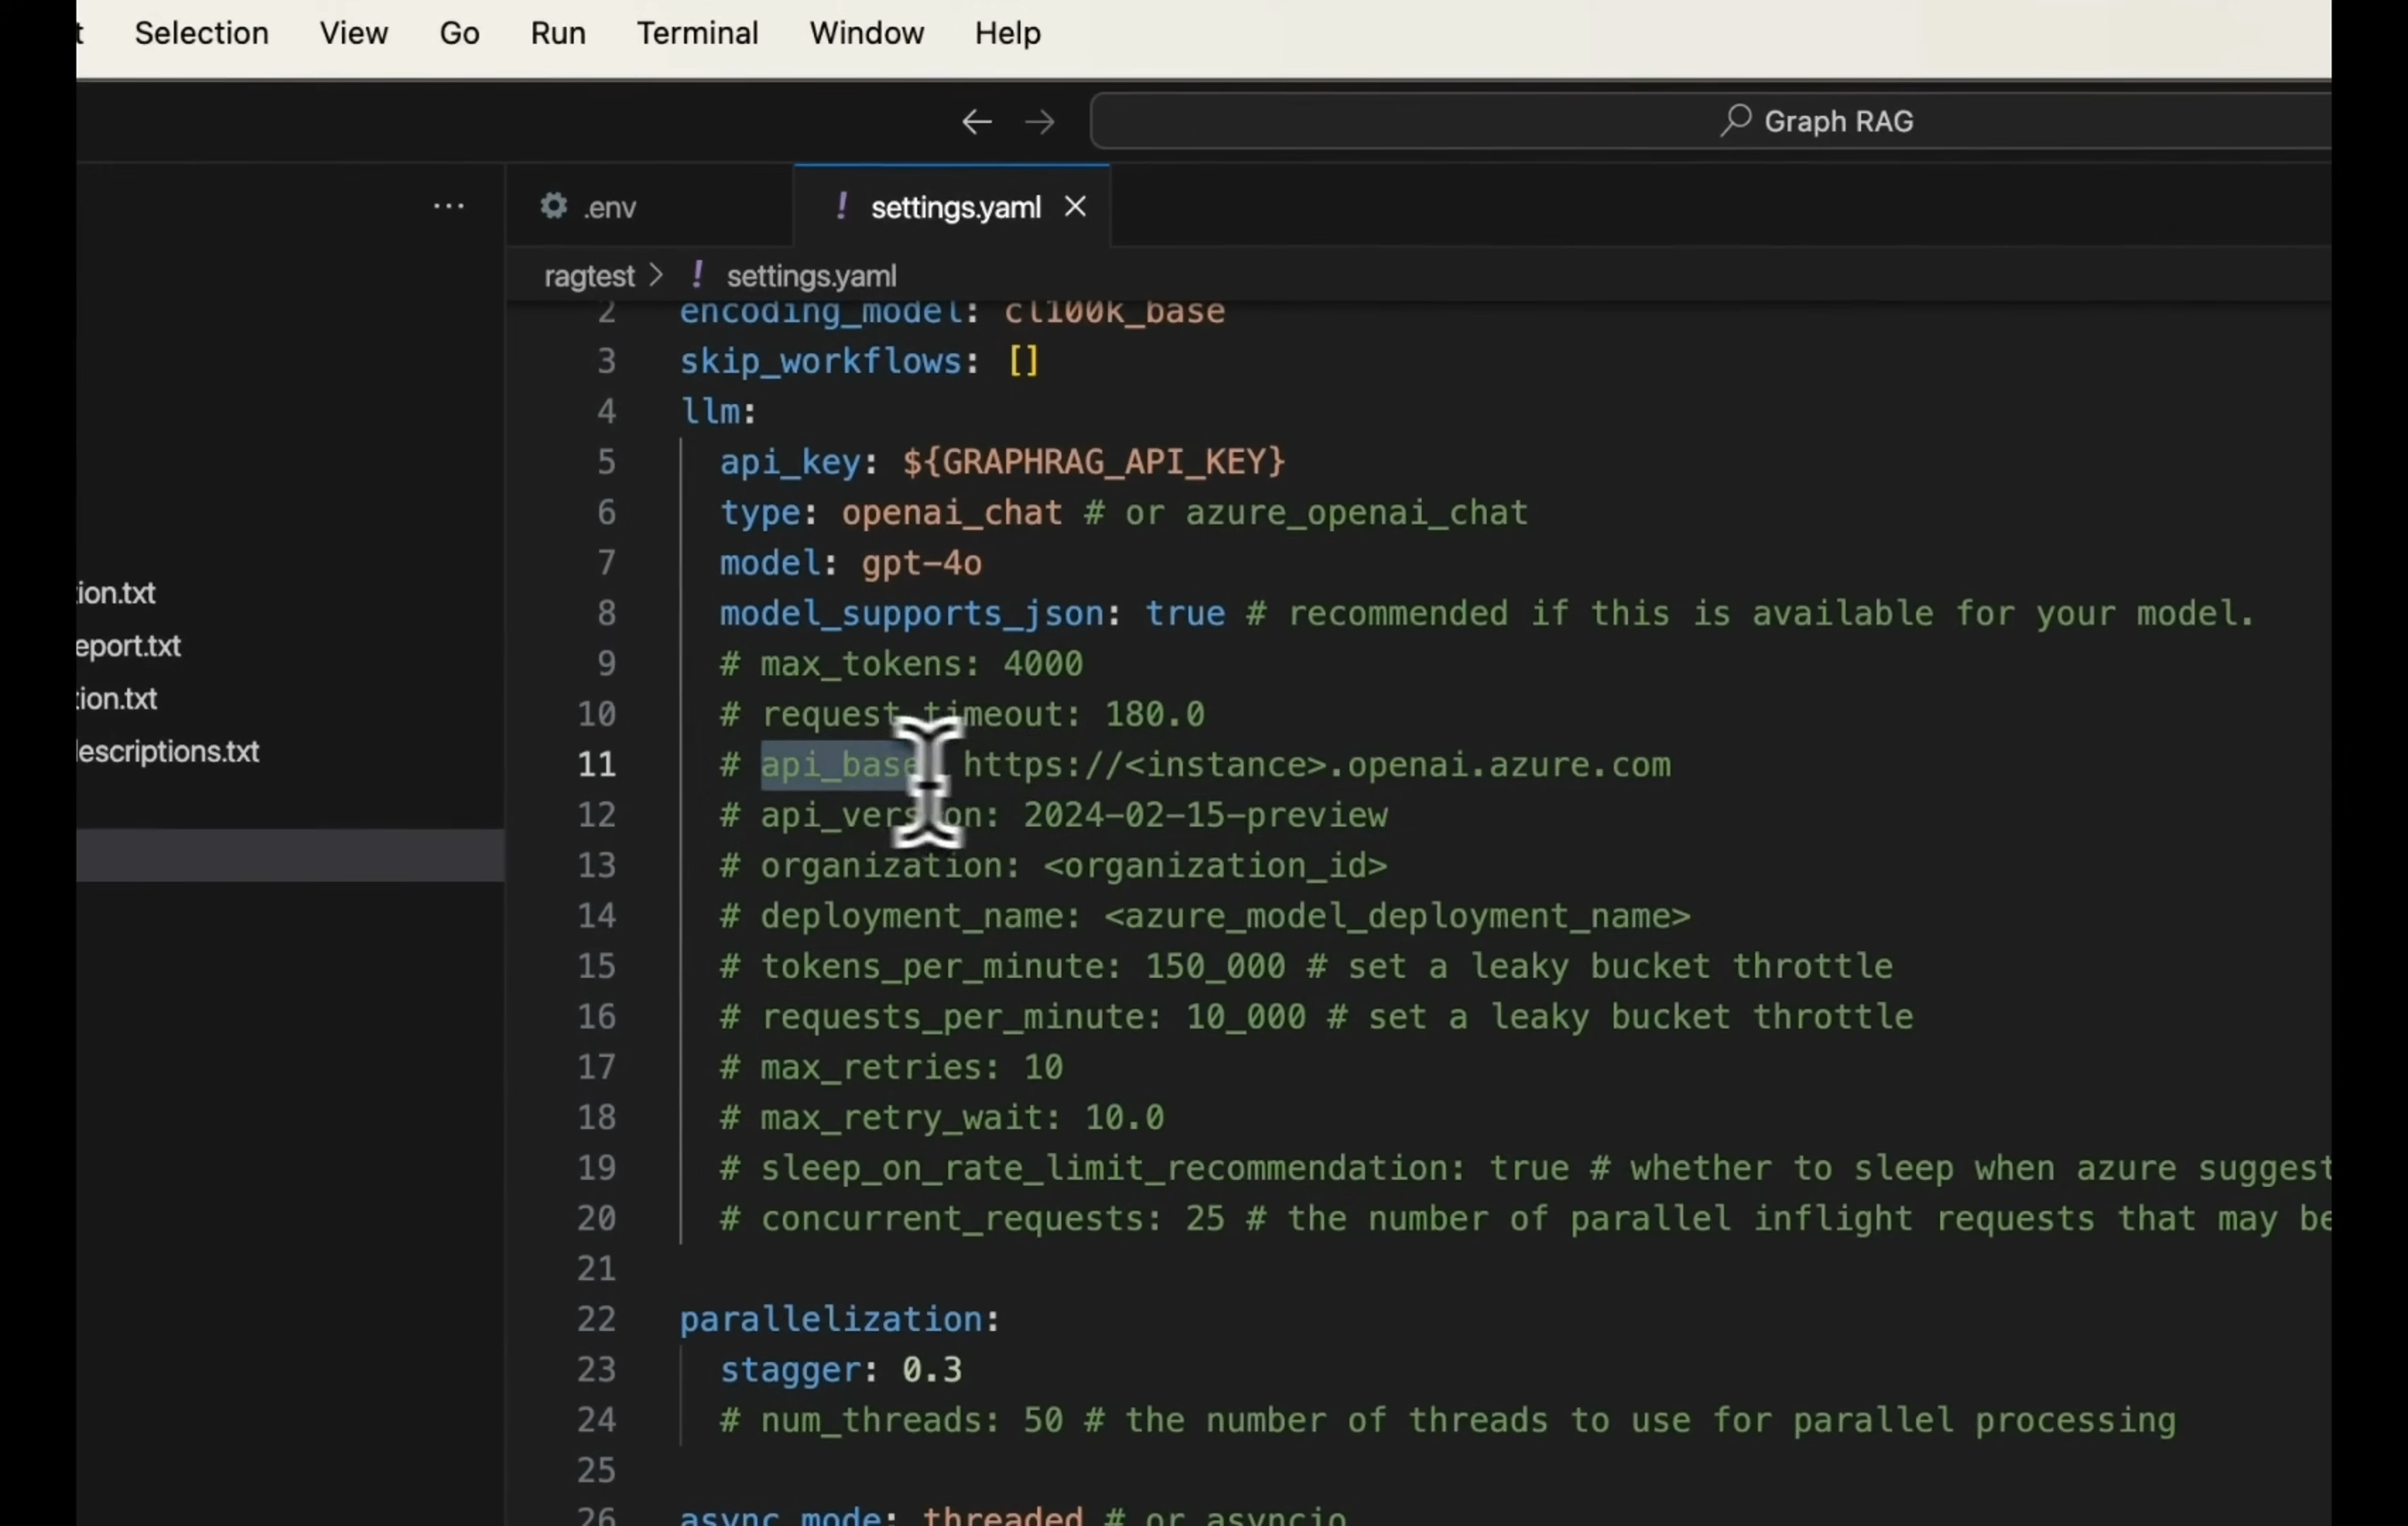 Selection View Go Run Terminal Window Help
Graph RAG
.env
settings.yaml
ragtest > ! settings.yaml
2 encoding_model: cl100k_base
3 skip_workflows: []
4 llm:
5 api_key: ${GRAPHRAG_API_KEY}
6 type: openai_chat # or azure_openai_chat
7 model: gpt-4o
8 model_supports_json: true # recommended if this is available for your model.
9 # max_tokens: 4000
10 # request_timeout: 180.0
11 # api_base: https://<instance>.openai.azure.com
12 # api_version: 2024-02-15-preview
13 # organization: <organization_id>
14 # deployment_name: <azure_model_deployment_name>
15 # tokens_per_minute: 150_000 # set a leaky bucket throttle
16 # requests_per_minute: 10_000 # set a leaky bucket throttle
17 # max_retries: 10
18 # max_retry_wait: 10.0
19 # sleep_on_rate_limit_recommendation: true # whether to sleep when azure suggest
20 # concurrent_requests: 25 # the number of parallel inflight requests that may be
21
22 parallelization:
23 stagger: 0.3
24 # num_threads: 50 # the number of threads to use for parallel processing
25
26 async_mode: threaded # or asyncio
ion.txt
eport.txt
tion.txt
lescriptions.txt